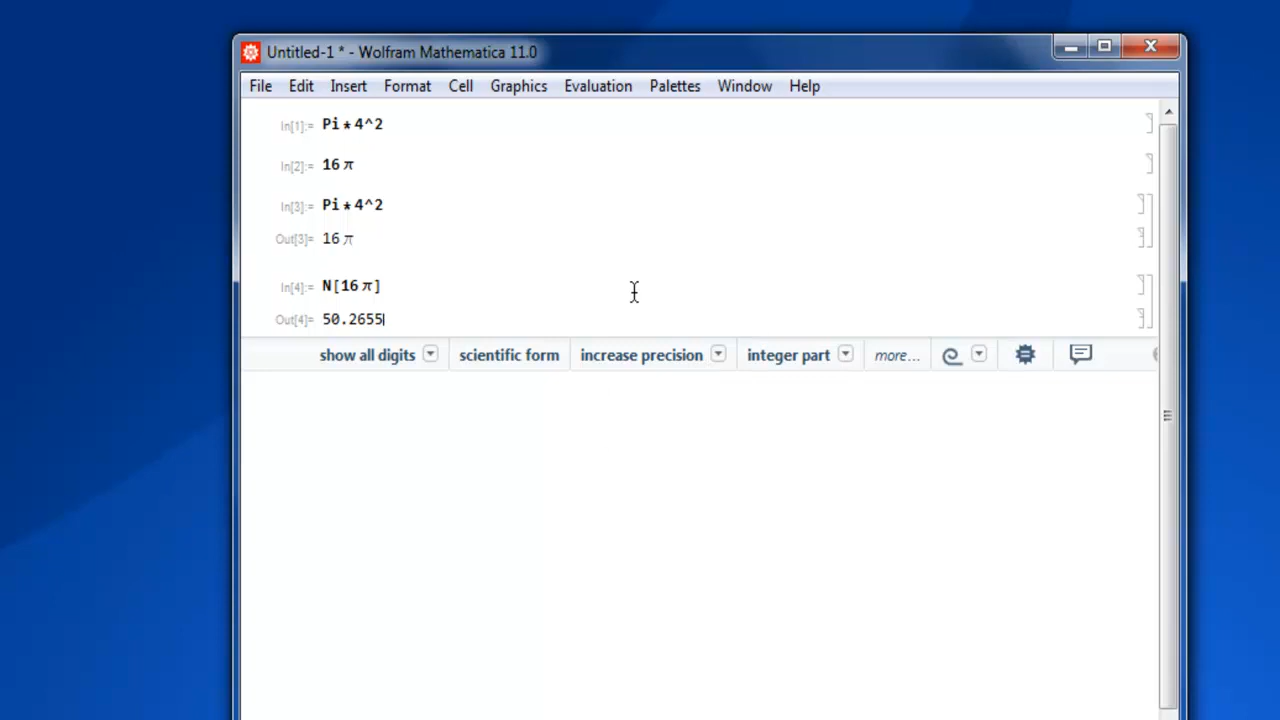 Untitled-1 * - Wolfram Mathematica 11.0
File Edit Insert Format Cell Graphics Evaluation Palettes Window Help
In[1]:= Pi*4^2
In[2]:= 16 π
In[3]:= Pi*4^2
Out[3]= 16 π
In[4]:= N[16 π]
Out[4]= 50.2655
show all digits scientific form increase precision integer part more...